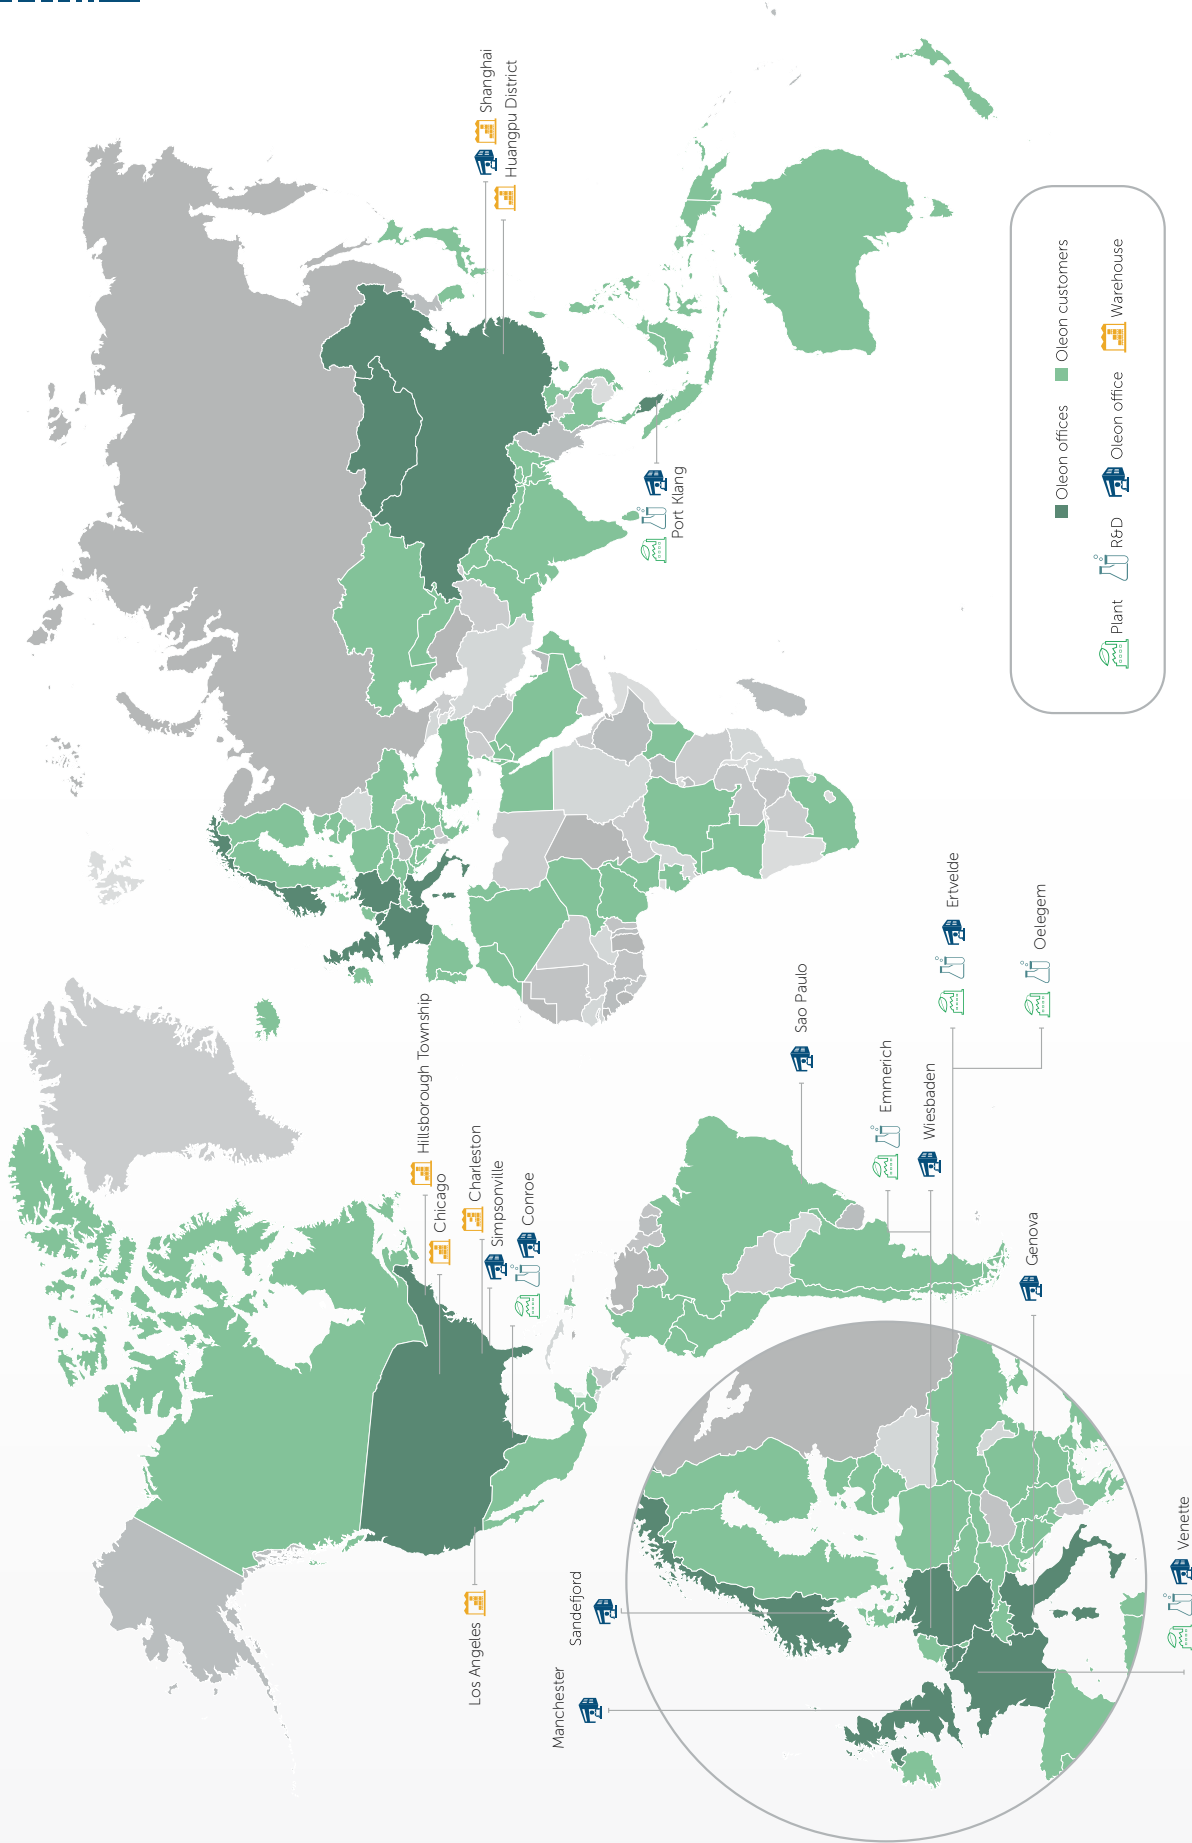 Hillsborough Township
Chicago
Charleston
Simpsonville
Conroe
Los Angeles
Sao Paulo
Shanghai
Huangpu District
Port Klang
Manchester
Sandefjord
Emmerich
Wiesbaden
Ertvelde
Oelegem
Genova
Venette
Oleon offices
Oleon customers
Plant
R&D
Oleon office
Warehouse